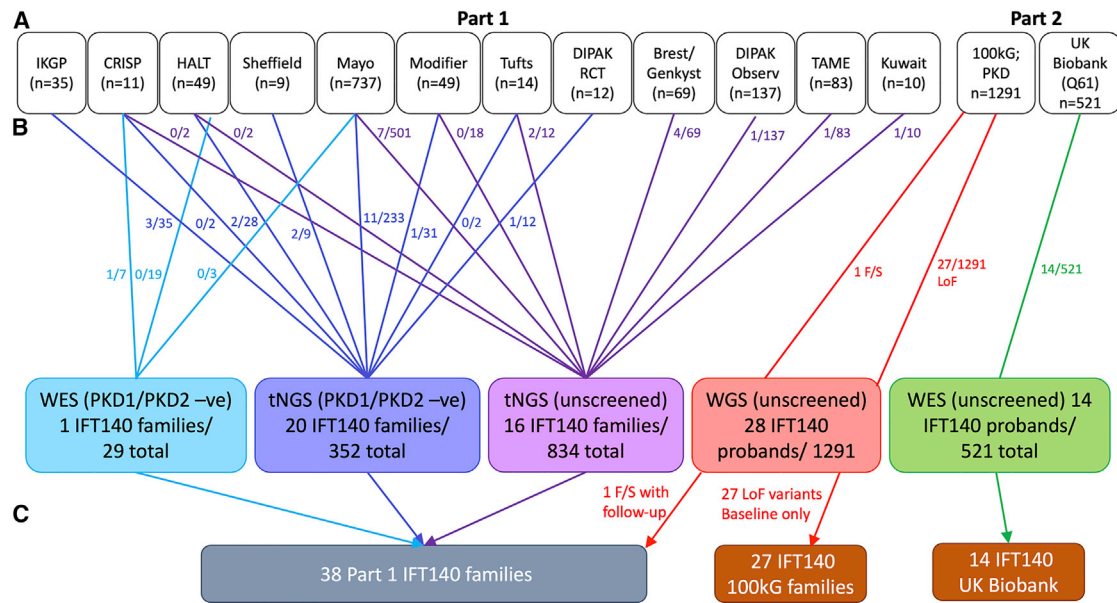 A
Part 1
Part 2
IKGP
(n=35)
CRISP
(n=11)
HALT
(n=49)
Sheffield
(n=9)
Mayo
(n=737)
Modifier
(n=49)
Tufts
(n=14)
DIPAK
RCT
(n=12)
Brest/
Genkyst
(n=69)
DIPAK
Observ
(n=137)
TAME
(n=83)
Kuwait
(n=10)
100kG;
PKD
n=1291
UK
Biobank
(Q61)
n=521
B
0/2
0/2
7/501
0/18
2/12
4/69
1/137
1/83
1/10
3/35
0/2
2/28
2/9
11/233
1/31
0/2
1/12
1/7
0/19
0/3
1 F/S
27/1291
LoF
14/521
WES (PKD1/PKD2 –ve)
1 IFT140 families/
29 total
tNGS (PKD1/PKD2 –ve)
20 IFT140 families/
352 total
tNGS (unscreened)
16 IFT140 families/
834 total
WGS (unscreened)
28 IFT140
probands/ 1291
WES (unscreened) 14
IFT140 probands/
521 total
C
1 F/S with
follow-up
27 LoF variants
Baseline only
38 Part 1 IFT140 families
27 IFT140
100kG families
14 IFT140
UK Biobank